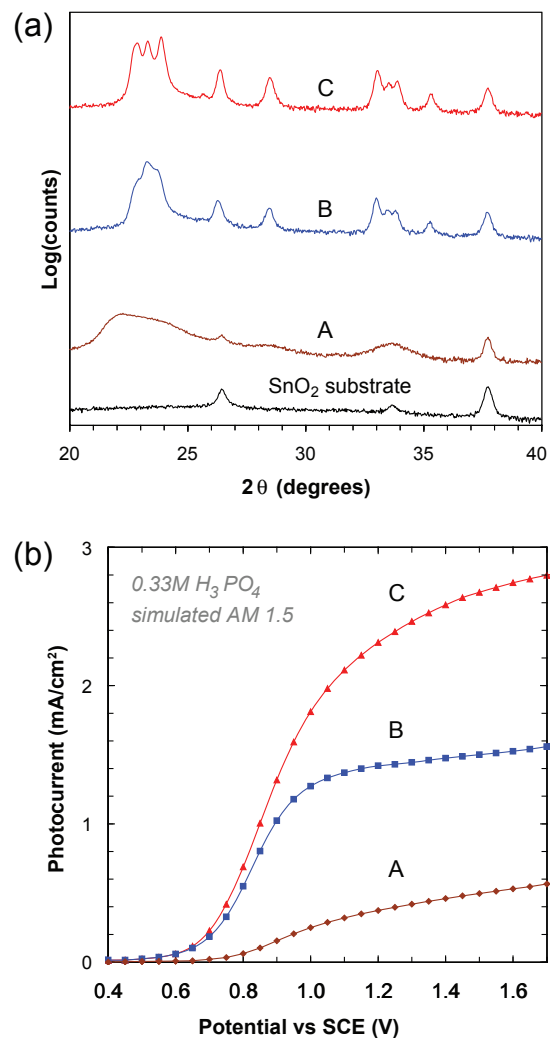 (a)
Log(counts)
C
B
A
SnO₂ substrate
20 25 30 35 40
2 θ (degrees)
(b)
0.33M H₃ PO₄
simulated AM 1.5
Photocurrent (mA/cm²)
3
2
1
0
C
B
A
0.4 0.6 0.8 1.0 1.2 1.4 1.6
Potential vs SCE (V)